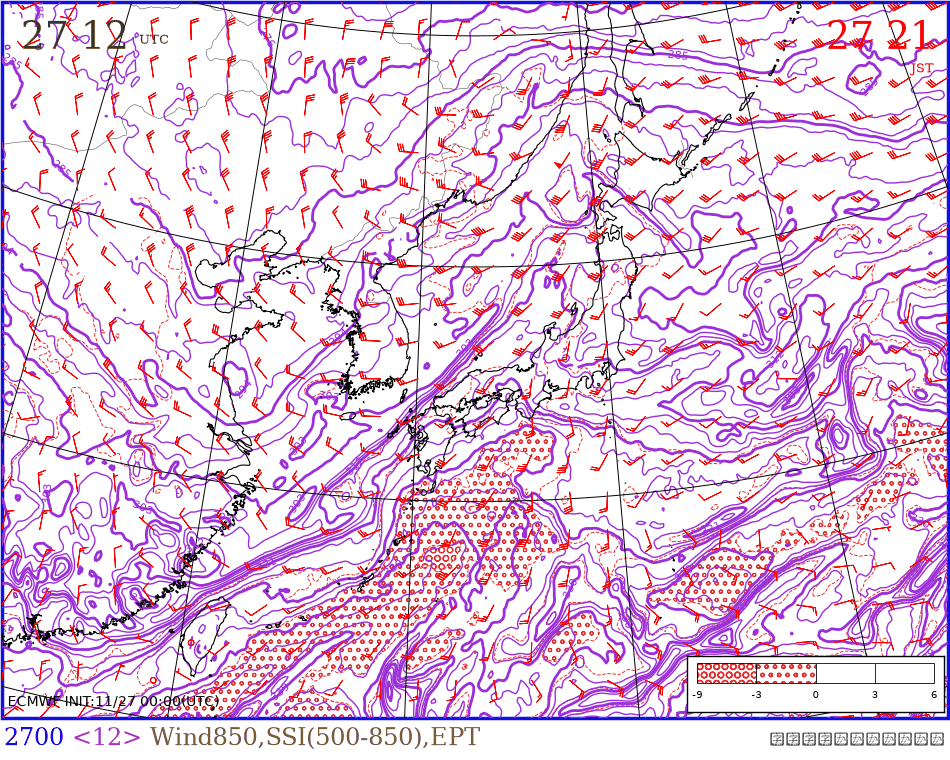 27 12 UTC
27 21
JST
285
ECMWF INIT:11/27 00:00(UTC)
-9 -3 0 3 6
2700 <12> Wind850,SSI(500-850),EPT